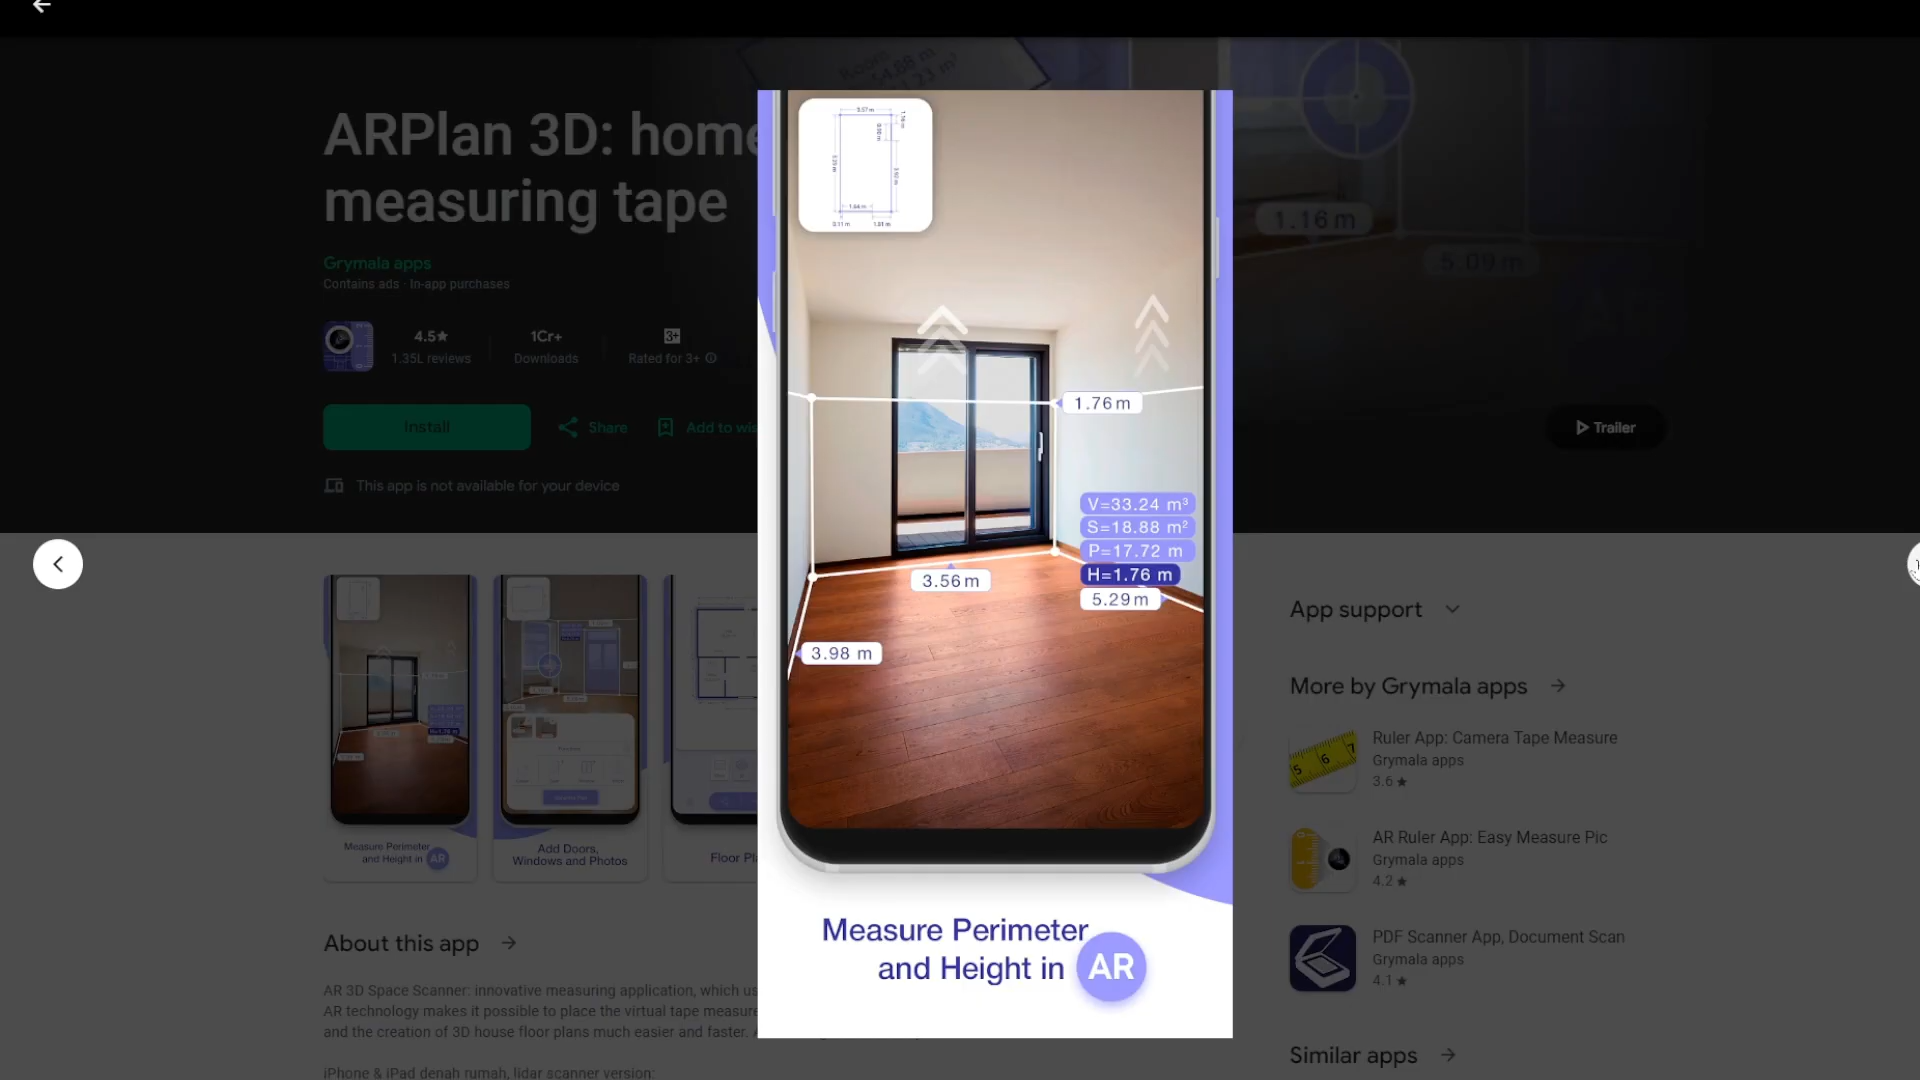 ARPlan 3D: home
measuring tape
Grymala apps
Contains ads · In-app purchases
4.5★
1.35L reviews
1Cr+
Downloads
3+
Rated for 3+
Install
Share
Add to wis
This app is not available for your device
1.16 m
5.09 m
Trailer
1.76 m
V=33.24 m³
S=18.88 m²
P=17.72 m
H=1.76 m
5.29 m
3.56 m
3.98 m
Measure Perimeter
and Height in AR
Measure Perimeter
and Height in AR
Add Doors,
Windows and Photos
Floor Pl
About this app
AR 3D Space Scanner: innovative measuring application, which us
AR technology makes it possible to place the virtual tape measure
and the creation of 3D house floor plans much easier and faster.
iPhone & iPad denah rumah, lidar scanner version:
App support
More by Grymala apps
Ruler App: Camera Tape Measure
Grymala apps
3.6★
AR Ruler App: Easy Measure Pic
Grymala apps
4.2★
PDF Scanner App, Document Scan
Grymala apps
4.1★
Similar apps